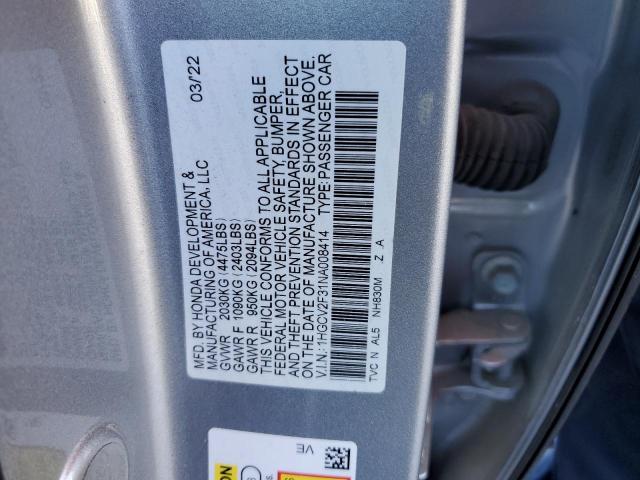 MFD. BY HONDA DEVELOPMENT & 03/22
MANUFACTURING OF AMERICA, LLC
GVWR 2030KG (4475LBS)
GAWR F 1090KG (2403LBS)
GAWR R 950KG (2094LBS)
THIS VEHICLE CONFORMS TO ALL APPLICABLE
FEDERAL MOTOR VEHICLE SAFETY, BUMPER,
AND THEFT PREVENTION STANDARDS IN EFFECT
ON THE DATE OF MANUFACTURE SHOWN ABOVE.
V.I.N.: 1HGCV2F31NA008414 TYPE:PASSENGER CAR
TVC N AL5 NH830M Z A
VE